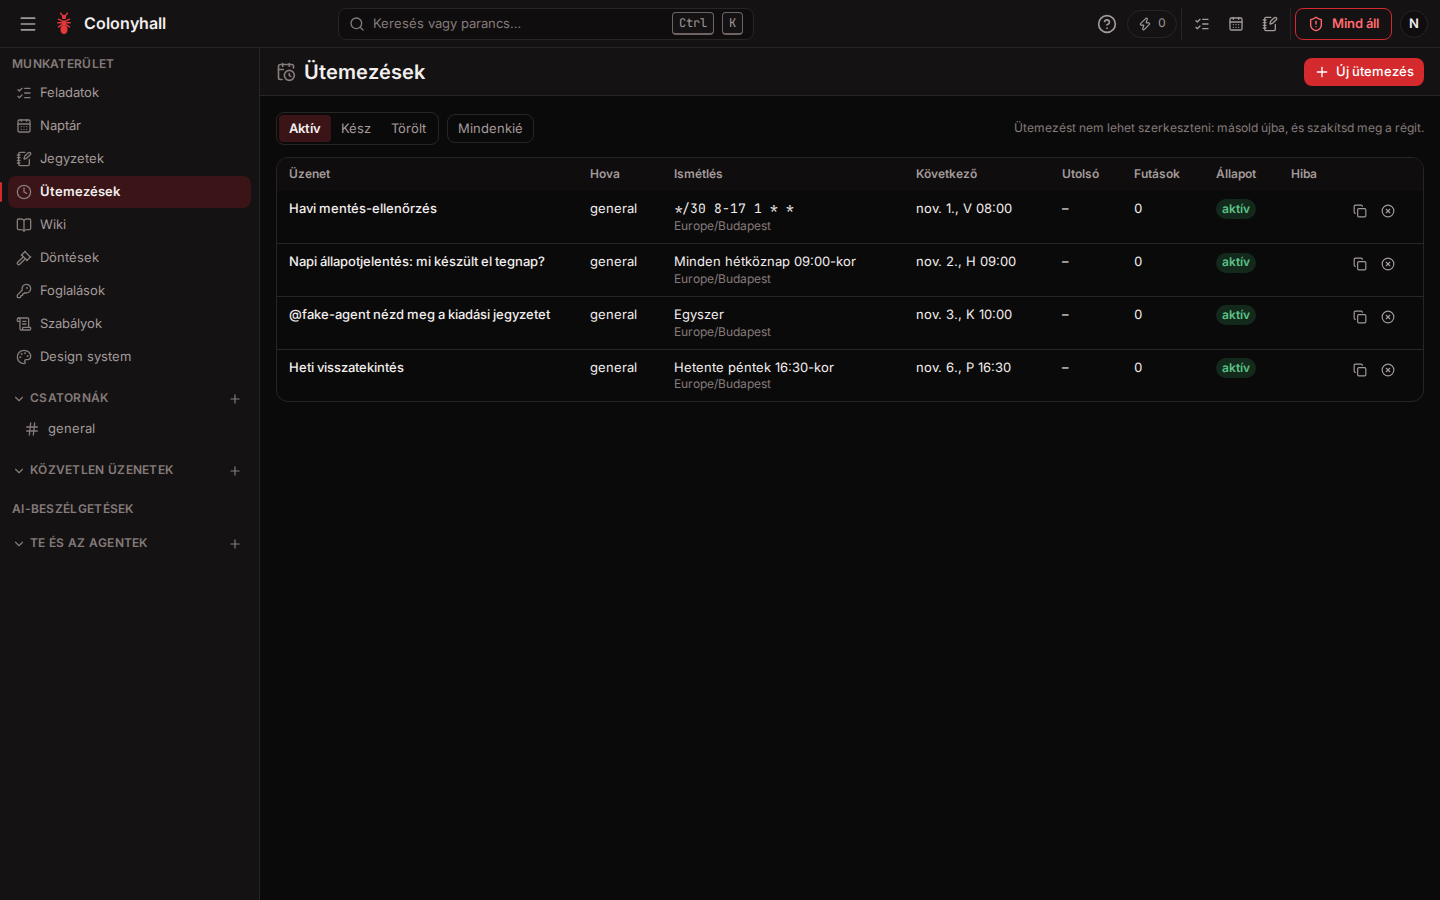 Colonyhall
Keresés vagy parancs...
Ctrl K
0
Mind áll
N
MUNKATERÜLET
Feladatok
Naptár
Jegyzetek
Ütemezések
Wiki
Döntések
Foglalások
Szabályok
Design system
CSATORNÁK
general
KÖZVETLEN ÜZENETEK
AI-BESZÉLGETÉSEK
TE ÉS AZ AGENTEK
Ütemezések
Új ütemezés
Aktív Kész Törölt Mindenkié
Ütemezést nem lehet szerkeszteni: másold újba, és szakítsd meg a régit.
Üzenet Hova Ismétlés Következő Utolsó Futások Állapot Hiba
Havi mentés-ellenőrzés general */30 8-17 1 * * nov. 1., V 08:00 – 0 aktív
Europe/Budapest
Napi állapotjelentés: mi készült el tegnap? general Minden hétköznap 09:00-kor nov. 2., H 09:00 – 0 aktív
Europe/Budapest
@fake-agent nézd meg a kiadási jegyzetet general Egyszer nov. 3., K 10:00 – 0 aktív
Europe/Budapest
Heti visszatekintés general Hetente péntek 16:30-kor nov. 6., P 16:30 – 0 aktív
Europe/Budapest